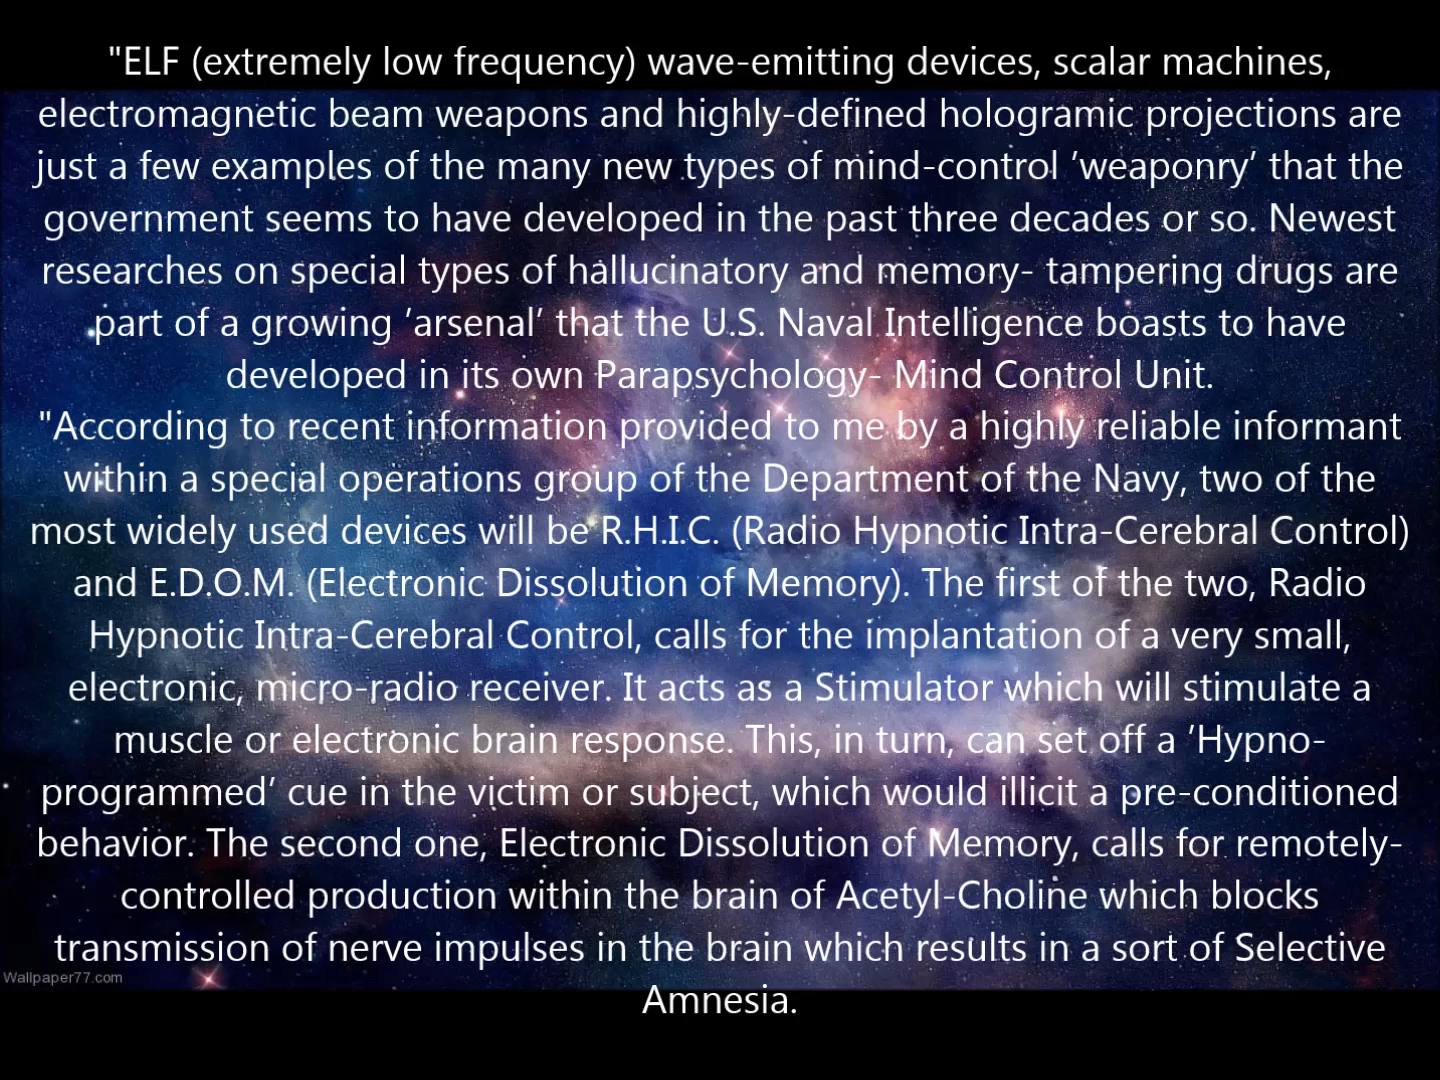 "ELF (extremely low frequency) wave-emitting devices, scalar machines,
electromagnetic beam weapons and highly-defined hologramic projections are
just a few examples of the many new types of mind-control ’weaponry’ that the
government seems to have developed in the past three decades or so. Newest
researches on special types of hallucinatory and memory- tampering drugs are
part of a growing ’arsenal’ that the U.S. Naval Intelligence boasts to have
developed in its own Parapsychology- Mind Control Unit.
"According to recent information provided to me by a highly reliable informant
within a special operations group of the Department of the Navy, two of the
most widely used devices will be R.H.I.C. (Radio Hypnotic Intra-Cerebral Control)
and E.D.O.M. (Electronic Dissolution of Memory). The first of the two, Radio
Hypnotic Intra-Cerebral Control, calls for the implantation of a very small,
electronic, micro-radio receiver. It acts as a Stimulator which will stimulate a
muscle or electronic brain response. This, in turn, can set off a ’Hypno-
programmed’ cue in the victim or subject, which would illicit a pre-conditioned
behavior. The second one, Electronic Dissolution of Memory, calls for remotely-
controlled production within the brain of Acetyl-Choline which blocks
transmission of nerve impulses in the brain which results in a sort of Selective
Wallpaper77.com
Amnesia.